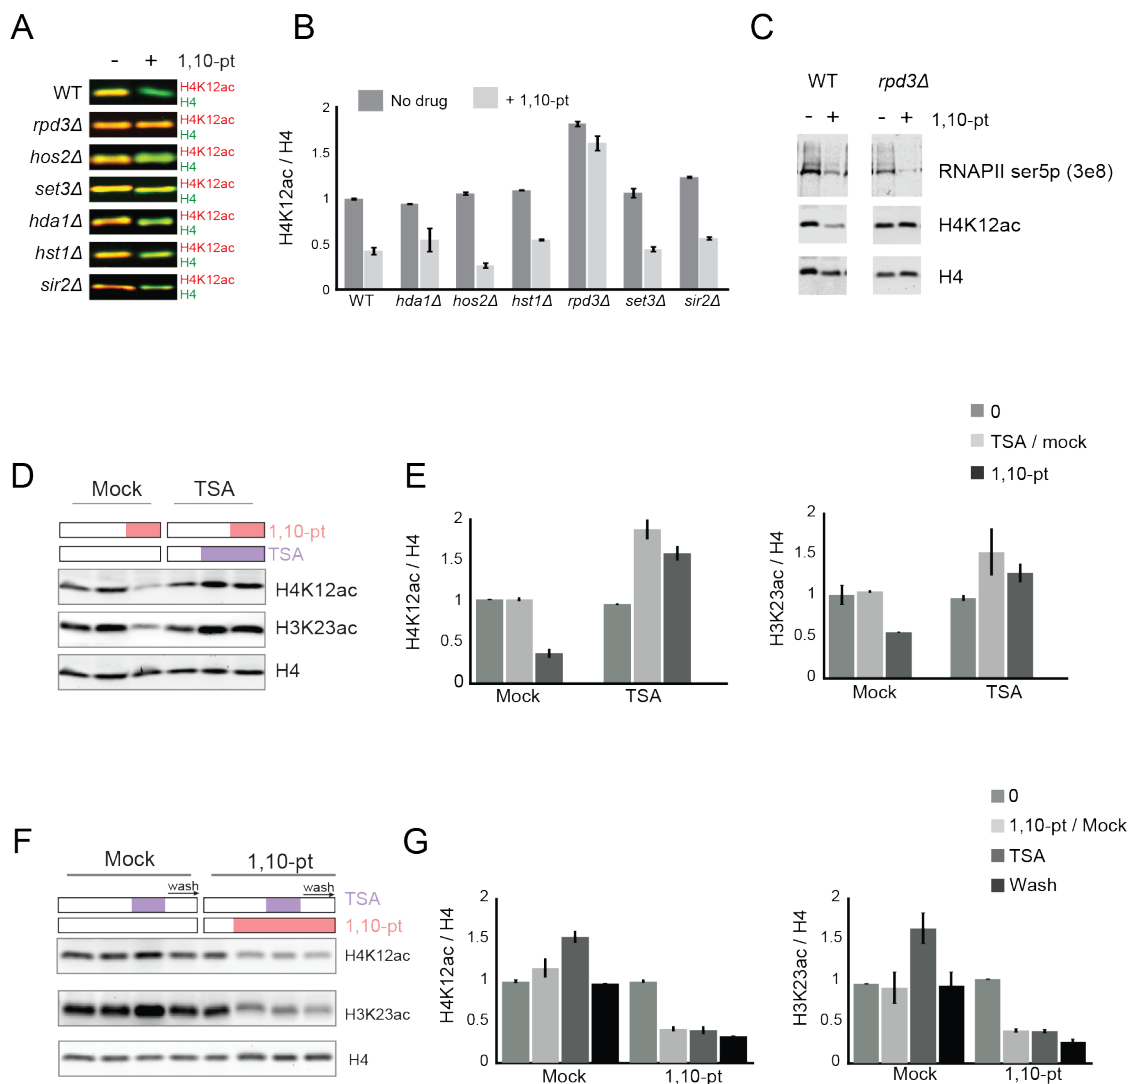 A
- + 1,10-pt
WT H4K12ac
H4
rpd3Δ H4K12ac
H4
hos2Δ H4K12ac
H4
set3Δ H4K12ac
H4
hda1Δ H4K12ac
H4
hst1Δ H4K12ac
H4
sir2Δ H4K12ac
H4
B
No drug + 1,10-pt
H4K12ac / H4
2
1.5
1
0.5
0
WT hda1Δ hos2Δ hst1Δ rpd3Δ set3Δ sir2Δ
C
WT rpd3Δ
- + - + 1,10-pt
RNAPII ser5p (3e8)
H4K12ac
H4
D
Mock TSA
1,10-pt
TSA
H4K12ac
H3K23ac
H4
E
0
TSA / mock
1,10-pt
H4K12ac / H4
2
1.5
1
0.5
0
Mock TSA
H3K23ac / H4
2
1.5
1
0.5
0
Mock TSA
F
Mock 1,10-pt
wash wash
TSA
1,10-pt
H4K12ac
H3K23ac
H4
G
0
1,10-pt / Mock
TSA
Wash
H4K12ac / H4
2
1.5
1
0.5
0
Mock 1,10-pt
H3K23ac / H4
2
1.5
1
0.5
0
Mock 1,10-pt